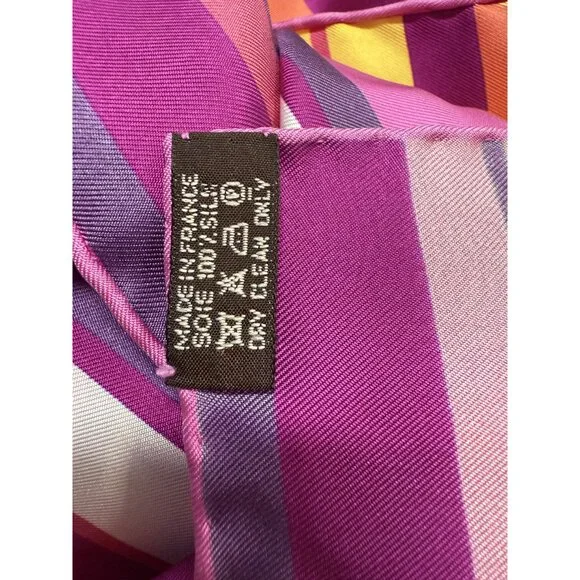 MADE IN FRANCE
SOIE 100% SILK
P
DRY CLEAN ONLY